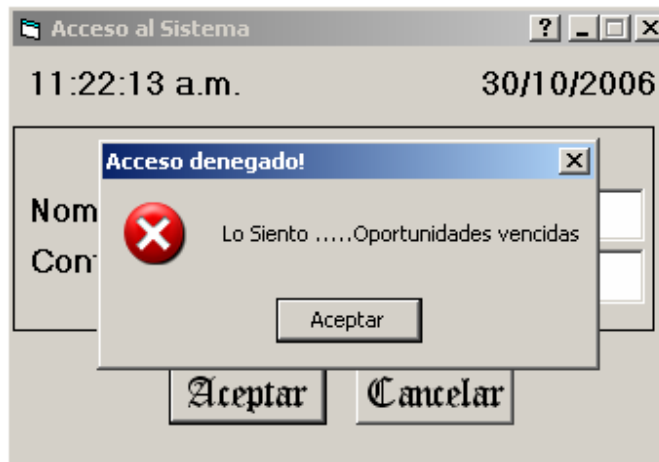 Acceso al Sistema
11:22:13 a.m. 30/10/2006
Acceso denegado!
Nom
Lo Siento .....Oportunidades vencidas
Con
Aceptar
Aceptar Cancelar